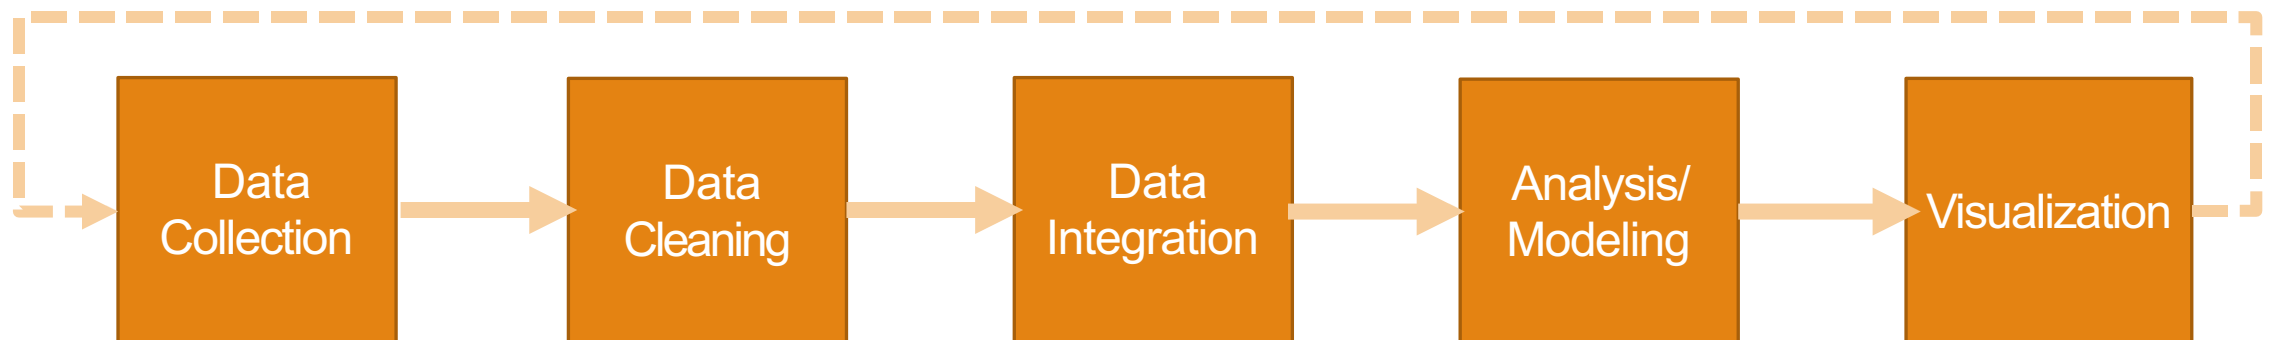 Data
Collection
Data
Cleaning
Data
Integration
Analysis/
Modeling
Visualization